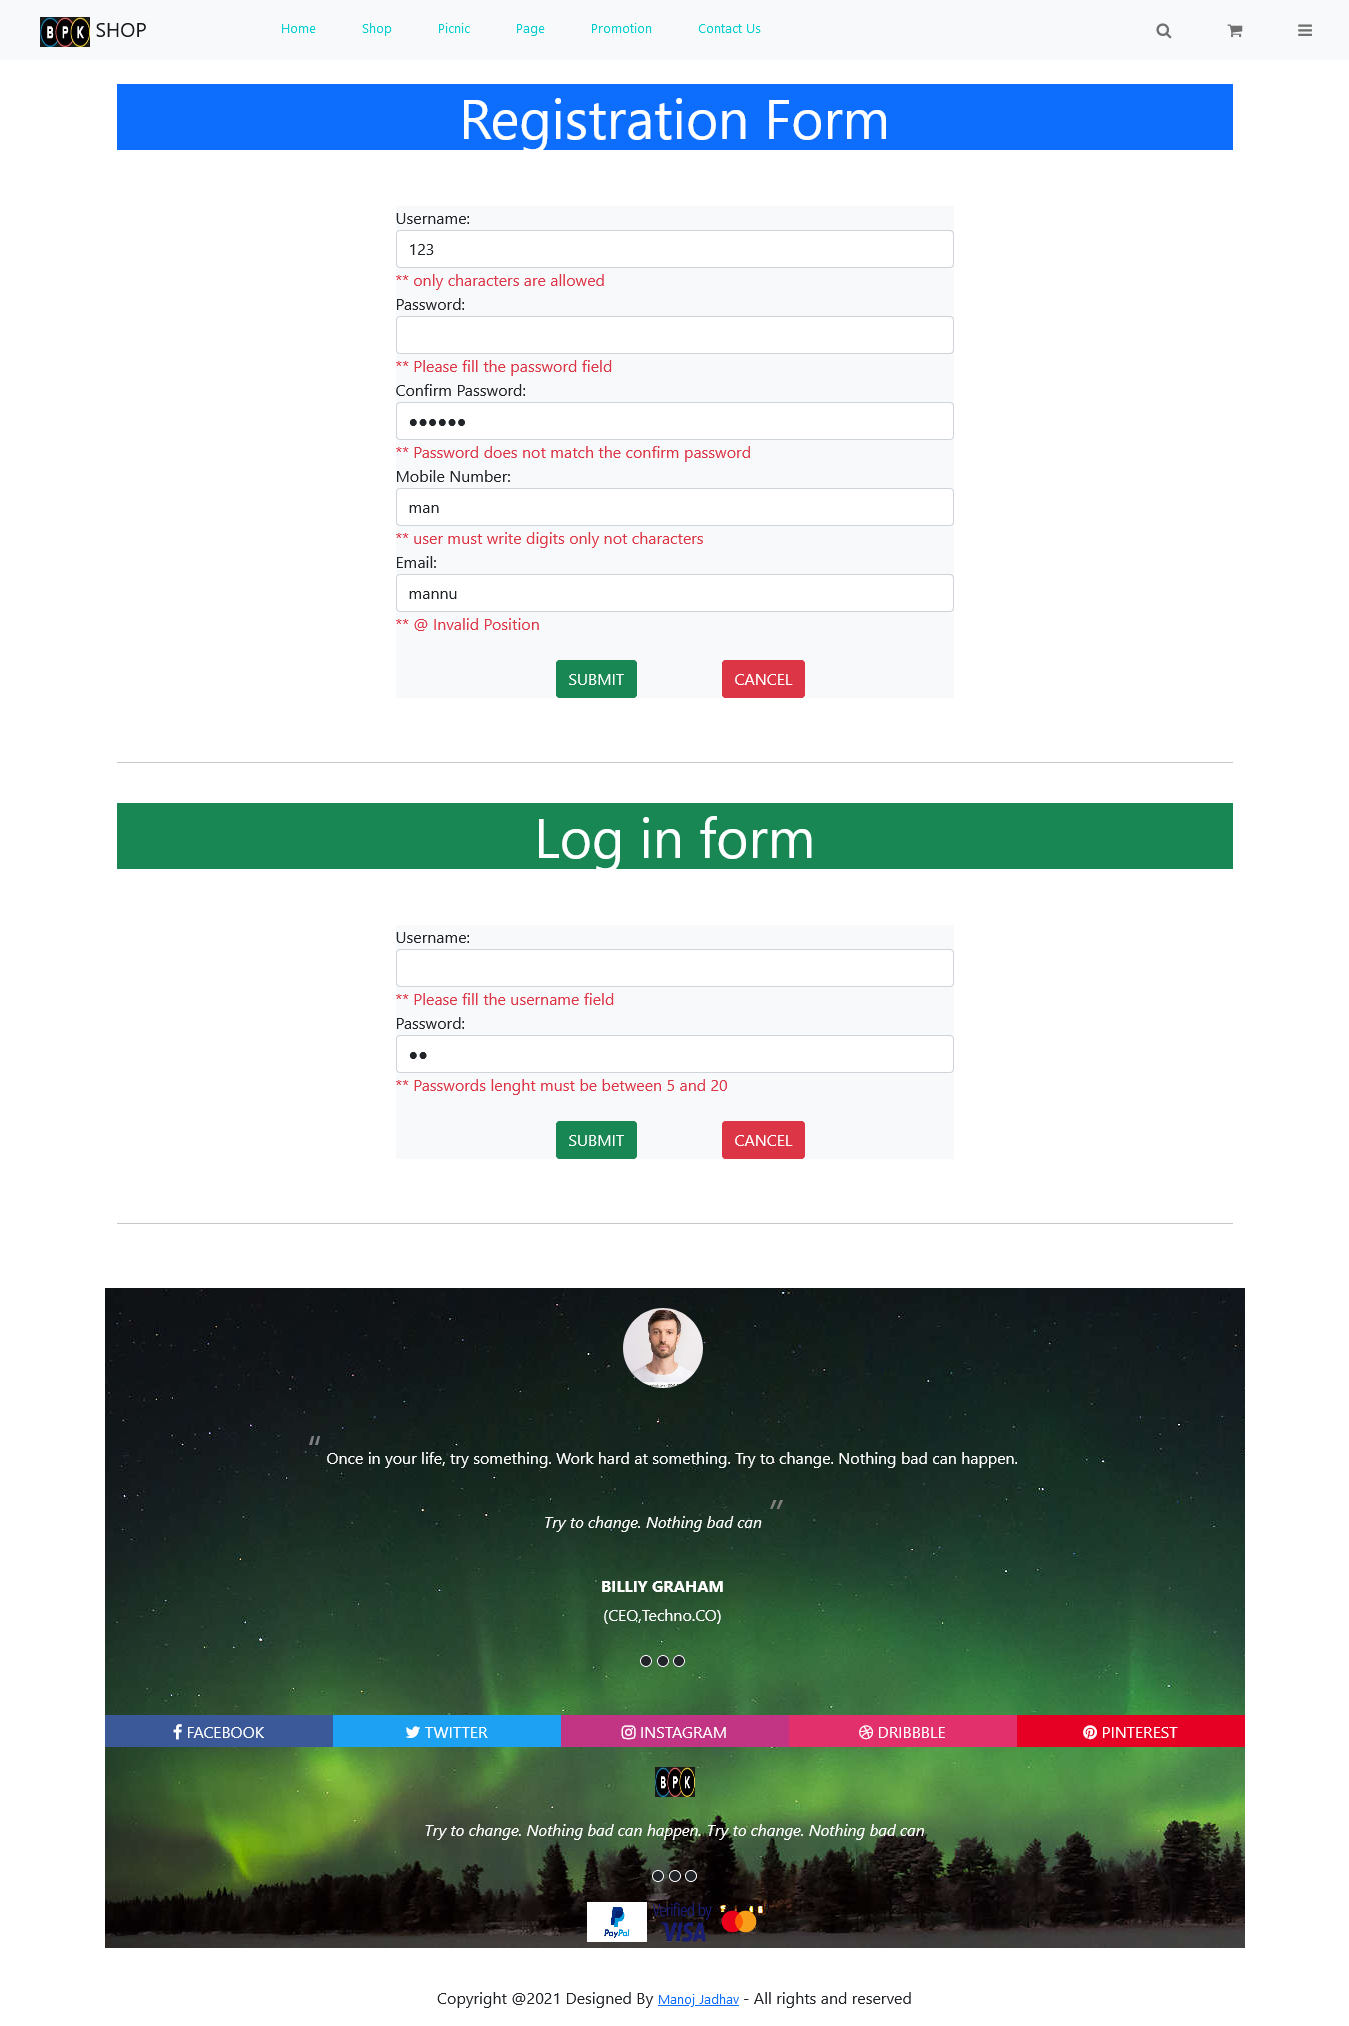 BPK SHOP Home Shop Picnic Page Promotion Contact Us
Registration Form
Username:
123
** only characters are allowed
Password:
** Please fill the password field
Confirm Password:
** Password does not match the confirm password
Mobile Number:
man
** user must write digits only not characters
Email:
mannu
** @ Invalid Position
SUBMIT CANCEL
Log in form
Username:
** Please fill the username field
Password:
** Passwords lenght must be between 5 and 20
SUBMIT CANCEL
" Once in your life, try something. Work hard at something. Try to change. Nothing bad can happen.
Try to change. Nothing bad can "
BILLIY GRAHAM
(CEO,Techno.CO)
FACEBOOK TWITTER INSTAGRAM DRIBBBLE PINTEREST
BPK
Try to change. Nothing bad can happen. Try to change. Nothing bad can
PayPal Verified by VISA
Copyright @2021 Designed By Manoj Jadhav - All rights and reserved